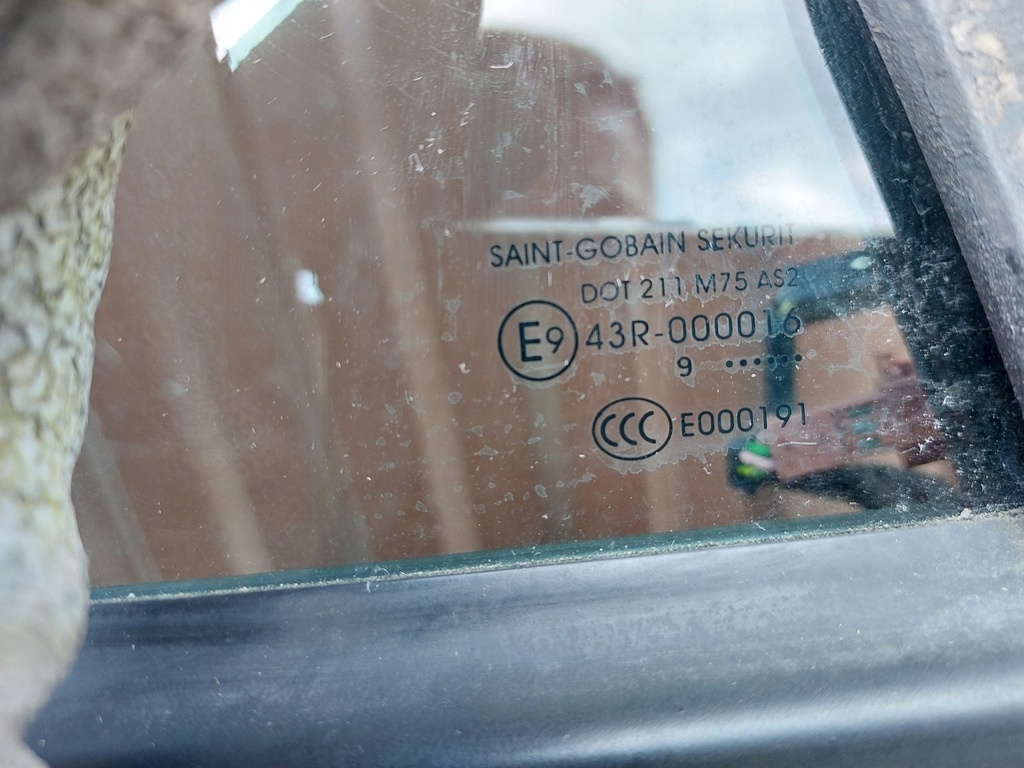 SAINT-GOBAIN SEKURIT
DOT 211 M75 AS2
E9 43R-000016
9 ·······
CCC E000191